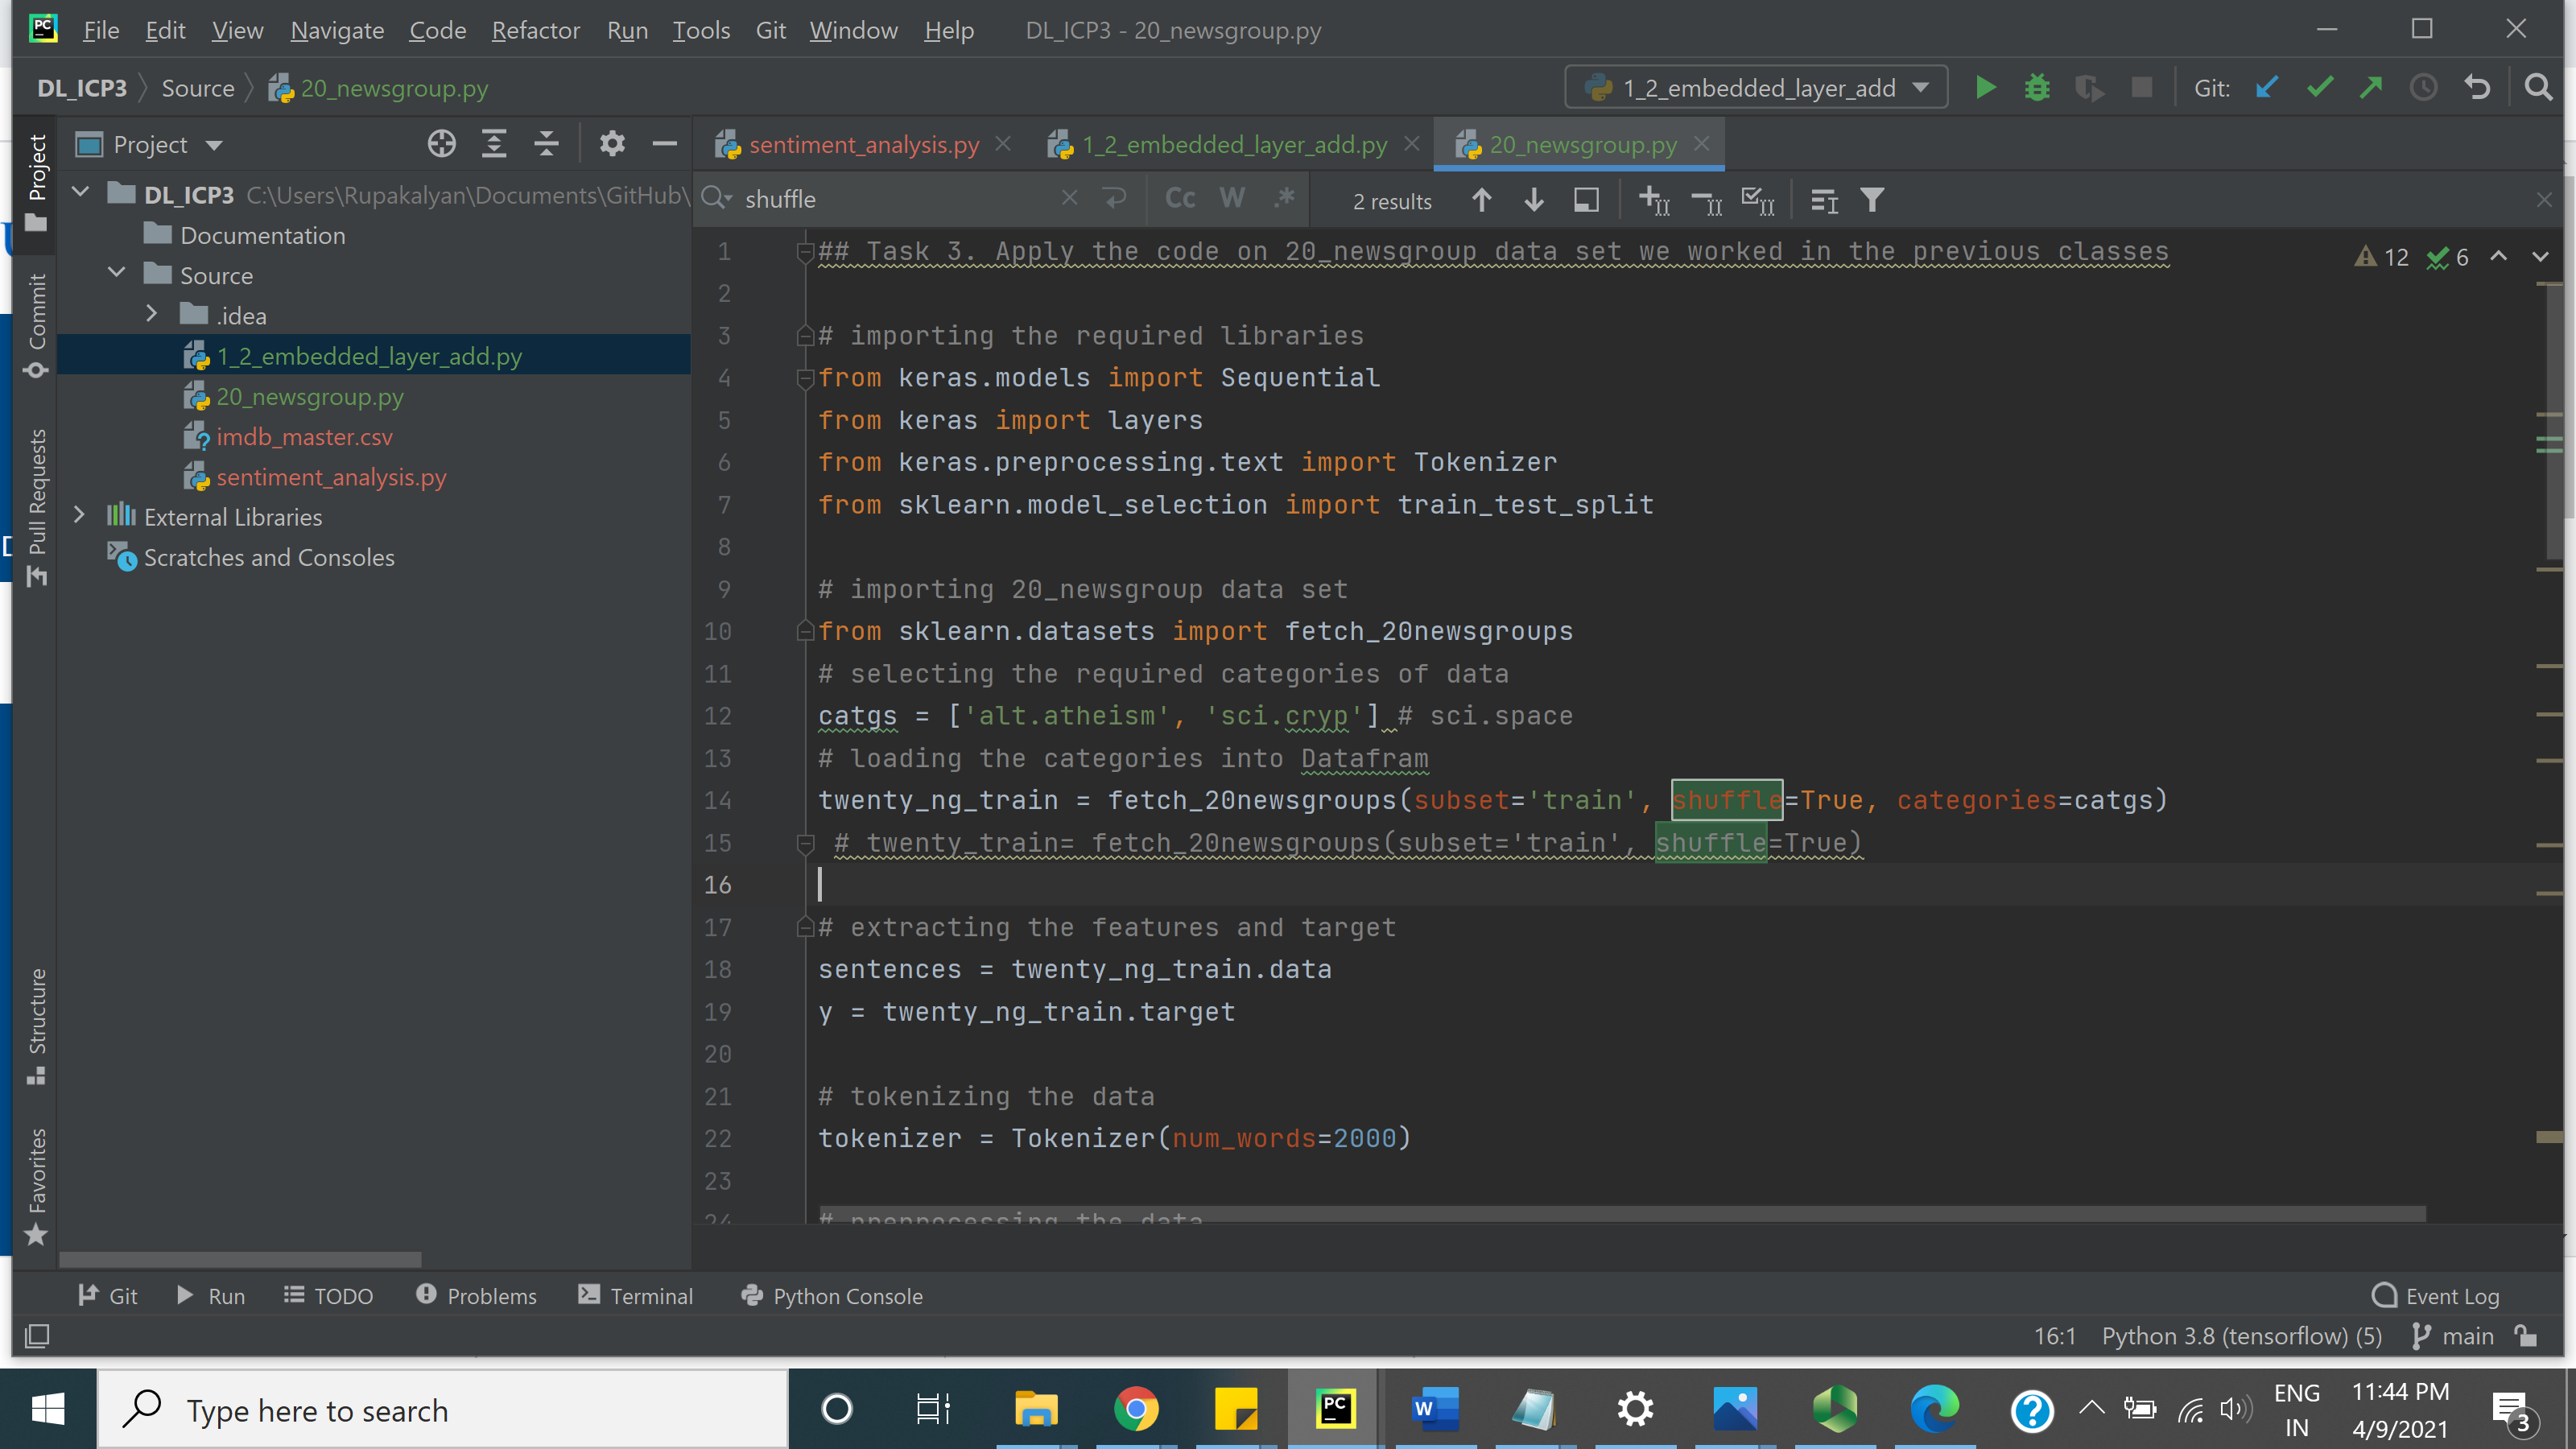 File Edit View Navigate Code Refactor Run Tools Git Window Help DL_ICP3 - 20_newsgroup.py
DL_ICP3 Source 20_newsgroup.py 1_2_embedded_layer_add Git:
Project
sentiment_analysis.py 1_2_embedded_layer_add.py 20_newsgroup.py
shuffle Cc W .* 2 results
DL_ICP3 C:\Users\Rupakalyan\Documents\GitHub\
Documentation
Source
.idea
1_2_embedded_layer_add.py
20_newsgroup.py
imdb_master.csv
sentiment_analysis.py
External Libraries
Scratches and Consoles
Project
Commit
Pull Requests
Structure
Favorites
12 6
1 ## Task 3. Apply the code on 20_newsgroup data set we worked in the previous classes
2
3 # importing the required libraries
4 from keras.models import Sequential
5 from keras import layers
6 from keras.preprocessing.text import Tokenizer
7 from sklearn.model_selection import train_test_split
8
9 # importing 20_newsgroup data set
10 from sklearn.datasets import fetch_20newsgroups
11 # selecting the required categories of data
12 catgs = ['alt.atheism', 'sci.cryp'] # sci.space
13 # loading the categories into Datafram
14 twenty_ng_train = fetch_20newsgroups(subset='train', shuffle=True, categories=catgs)
15 # twenty_train= fetch_20newsgroups(subset='train', shuffle=True)
16
17 # extracting the features and target
18 sentences = twenty_ng_train.data
19 y = twenty_ng_train.target
20
21 # tokenizing the data
22 tokenizer = Tokenizer(num_words=2000)
23
24 # preprocessing the data
Git Run TODO Problems Terminal Python Console Event Log
16:1 Python 3.8 (tensorflow) (5) main
Type here to search
PC
W
ENG
IN
11:44 PM
4/9/2021
3